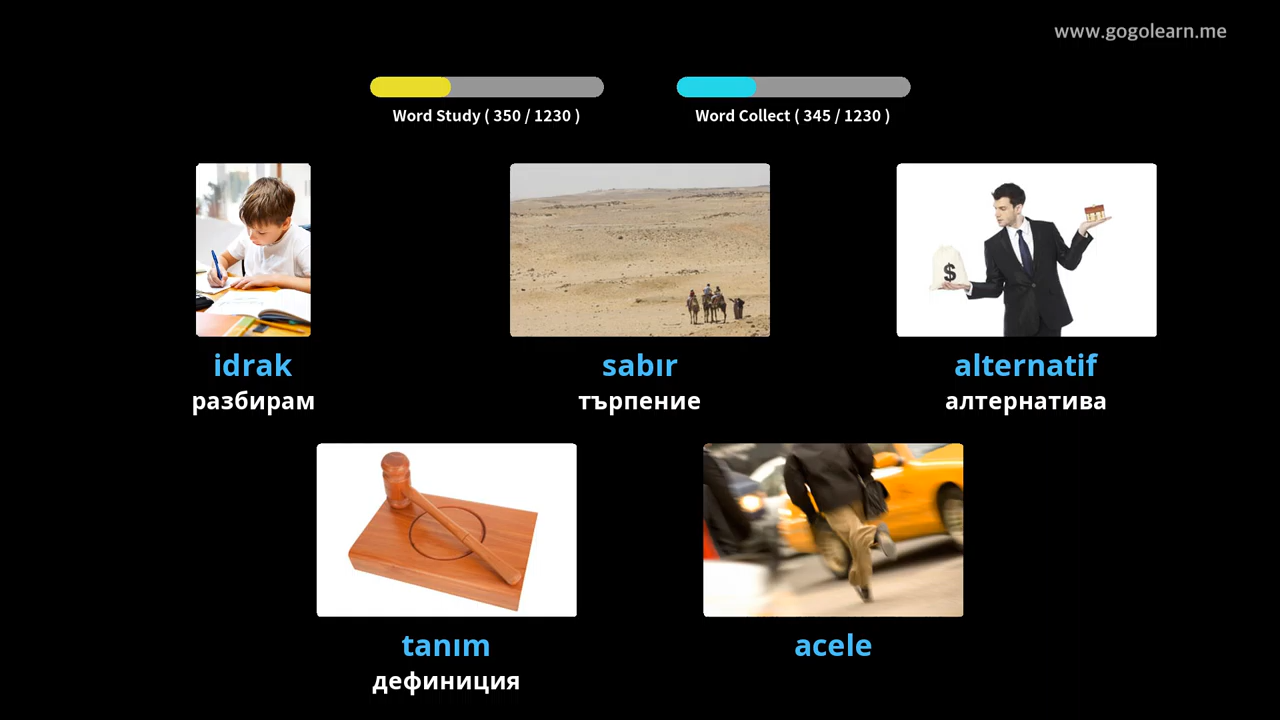 www.gogolearn.me
Word Study ( 350 / 1230 )
Word Collect ( 345 / 1230 )
idrak
разбирам
sabır
търпение
alternatif
алтернатива
tanım
дефиниция
acele